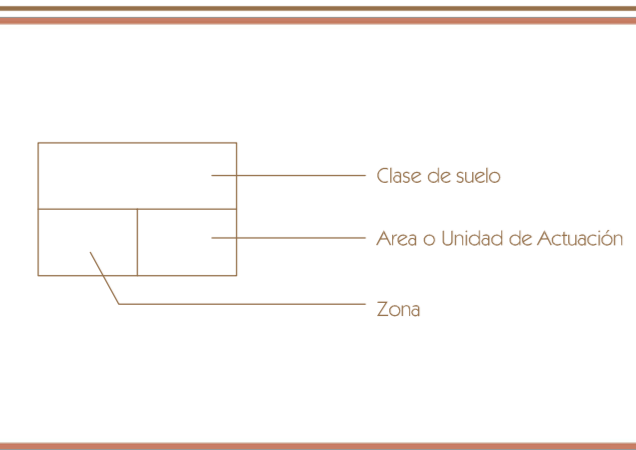 Clase de suelo
Area o Unidad de Actuación
Zona